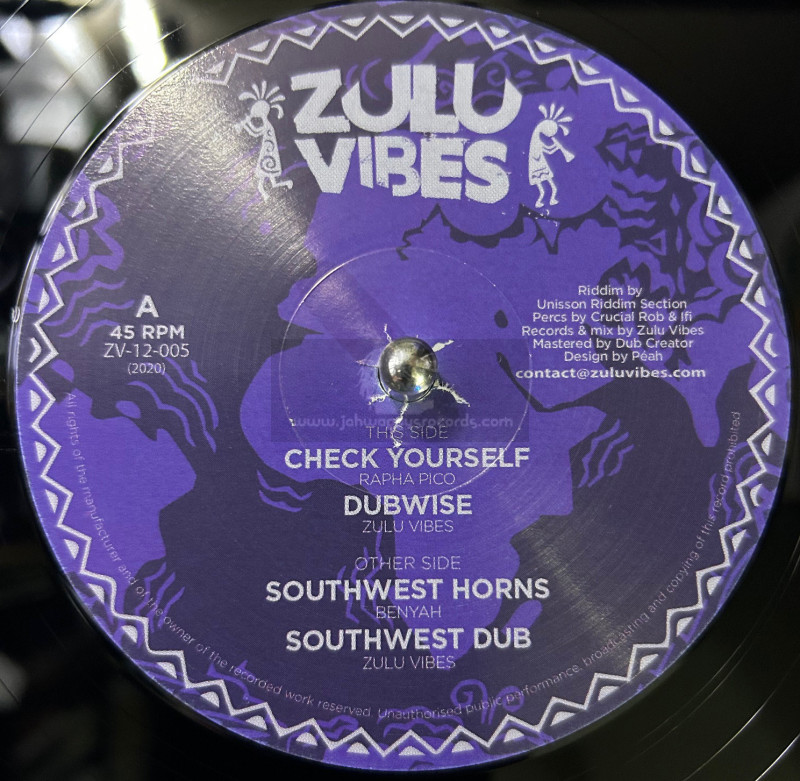 ZULU
VIBES
A
45 RPM
ZV-12-005
(2020)
Riddim by
Unisson Riddim Section
Percs by Crucial Rob & Ifi
Records & mix by Zulu Vibes
Mastered by Dub Creator
Design by Péah
contact@zuluvibes.com
THIS SIDE
CHECK YOURSELF
RAPHA PICO
DUBWISE
ZULU VIBES
OTHER SIDE
SOUTHWEST HORNS
BENYAH
SOUTHWEST DUB
ZULU VIBES
All rights of the manufacturer and of the owner of the recorded work reserved. Unauthorised public performance, broadcasting and copying of this record prohibited